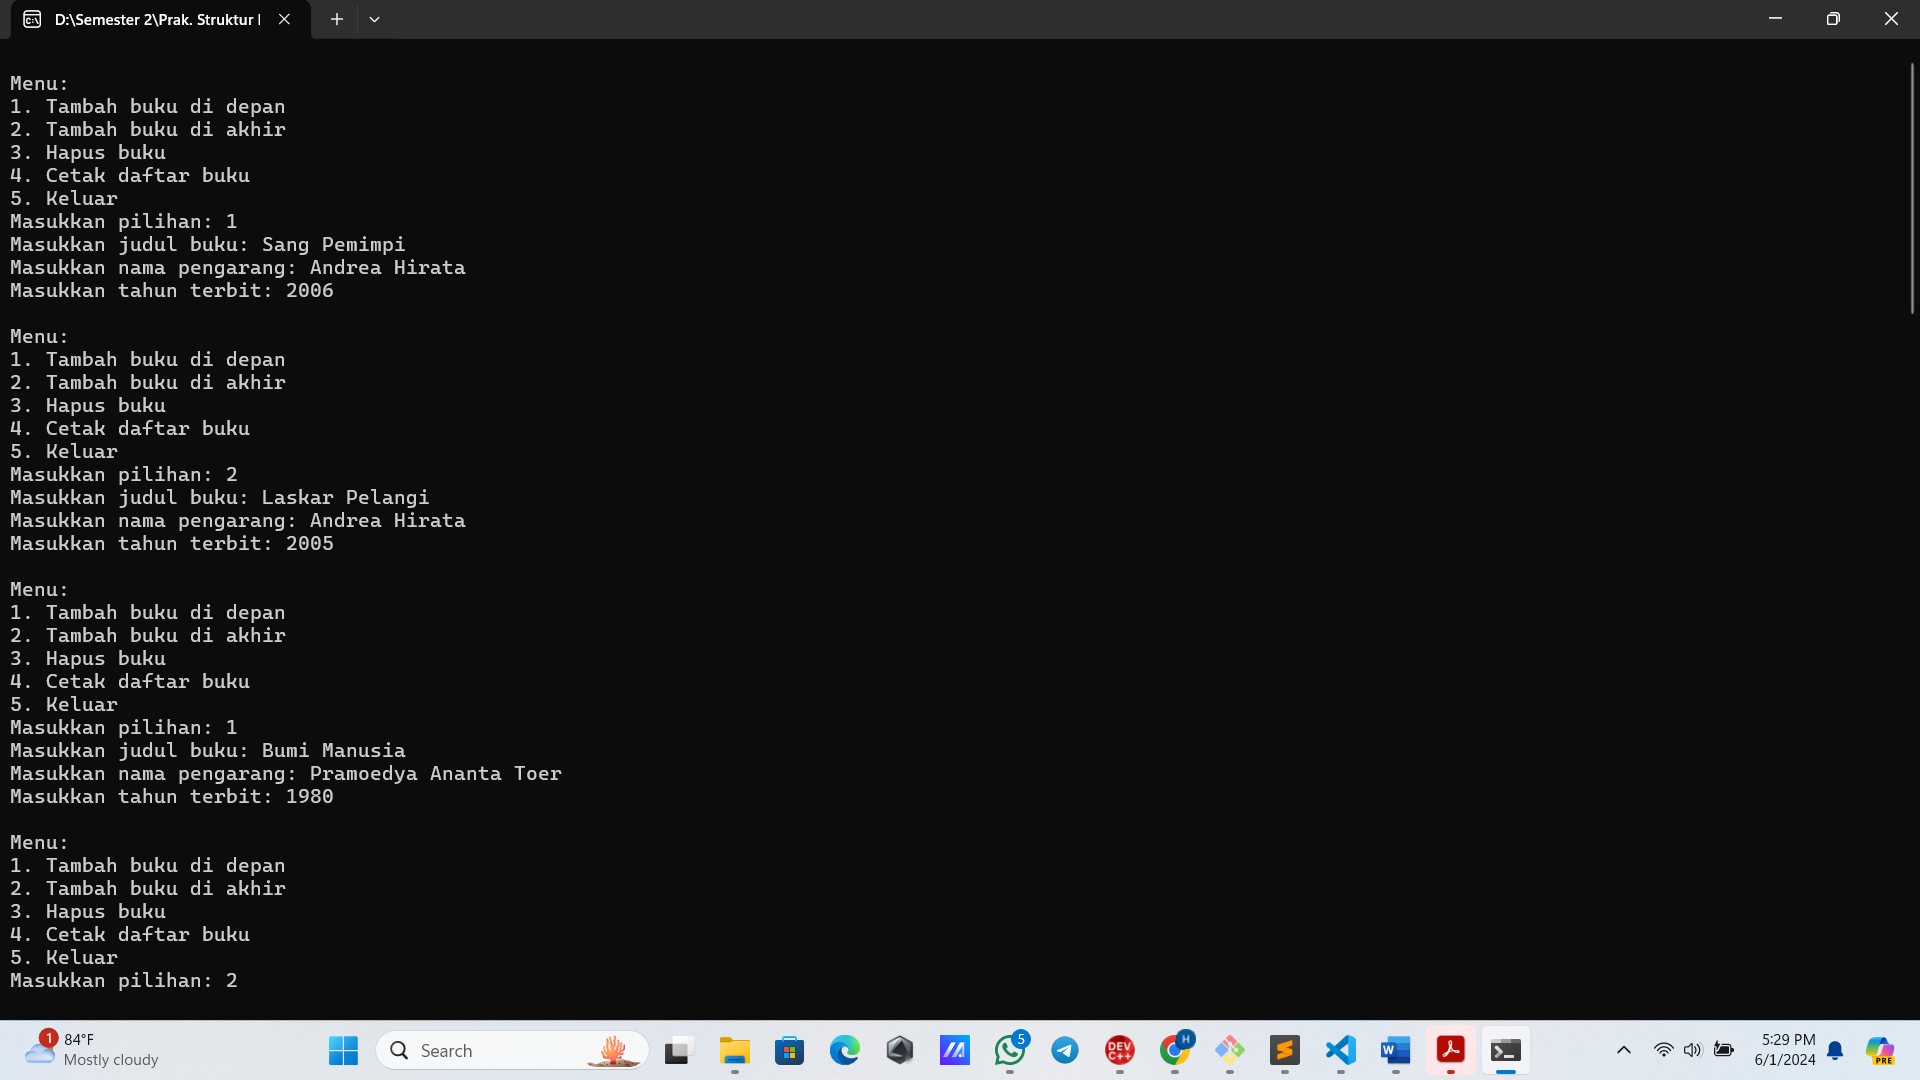 D:\Semester 2\Prak. Struktur
Menu:
1. Tambah buku di depan
2. Tambah buku di akhir
3. Hapus buku
4. Cetak daftar buku
5. Keluar
Masukkan pilihan: 1
Masukkan judul buku: Sang Pemimpi
Masukkan nama pengarang: Andrea Hirata
Masukkan tahun terbit: 2006
Menu:
1. Tambah buku di depan
2. Tambah buku di akhir
3. Hapus buku
4. Cetak daftar buku
5. Keluar
Masukkan pilihan: 2
Masukkan judul buku: Laskar Pelangi
Masukkan nama pengarang: Andrea Hirata
Masukkan tahun terbit: 2005
Menu:
1. Tambah buku di depan
2. Tambah buku di akhir
3. Hapus buku
4. Cetak daftar buku
5. Keluar
Masukkan pilihan: 1
Masukkan judul buku: Bumi Manusia
Masukkan nama pengarang: Pramoedya Ananta Toer
Masukkan tahun terbit: 1980
Menu:
1. Tambah buku di depan
2. Tambah buku di akhir
3. Hapus buku
4. Cetak daftar buku
5. Keluar
Masukkan pilihan: 2
1
84°F
Mostly cloudy
Search
5
DEV C++
H
W
5:29 PM
6/1/2024
PRE